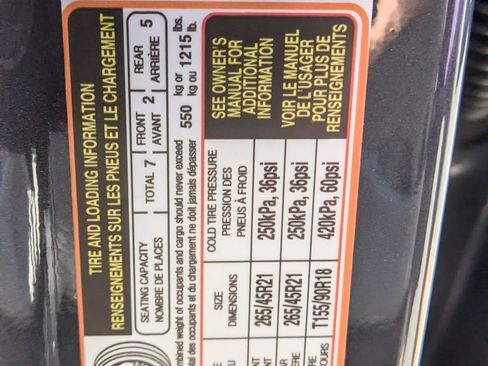 TIRE AND LOADING INFORMATION
RENSEIGNEMENTS SUR LES PNEUS ET LE CHARGEMENT
SEATING CAPACITY TOTAL 7 FRONT 2 REAR 5
NOMBRE DE PLACES AVANT ARRIÈRE
mbined weight of occupants and cargo should never exceed 550 kg or 1215 lbs.
tal des occupants et du chargement ne doit jamais dépasser kg ou lb.
SIZE COLD TIRE PRESSURE
DIMENSIONS PRESSION DES
PNEUS À FROID
265/45R21 250kPa, 36psi
265/45R21 250kPa, 36psi
T155/90R18 420kPa, 60psi
SEE OWNER'S
MANUAL FOR
ADDITIONAL
INFORMATION
VOIR LE MANUEL
DE L'USAGER
POUR PLUS DE
RENSEIGNEMENTS